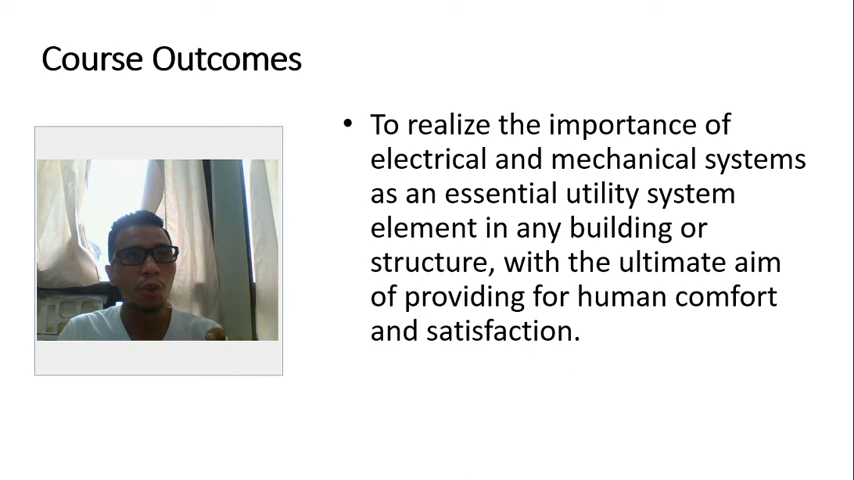 Course Outcomes
• To realize the importance of
electrical and mechanical systems
as an essential utility system
element in any building or
structure, with the ultimate aim
of providing for human comfort
and satisfaction.